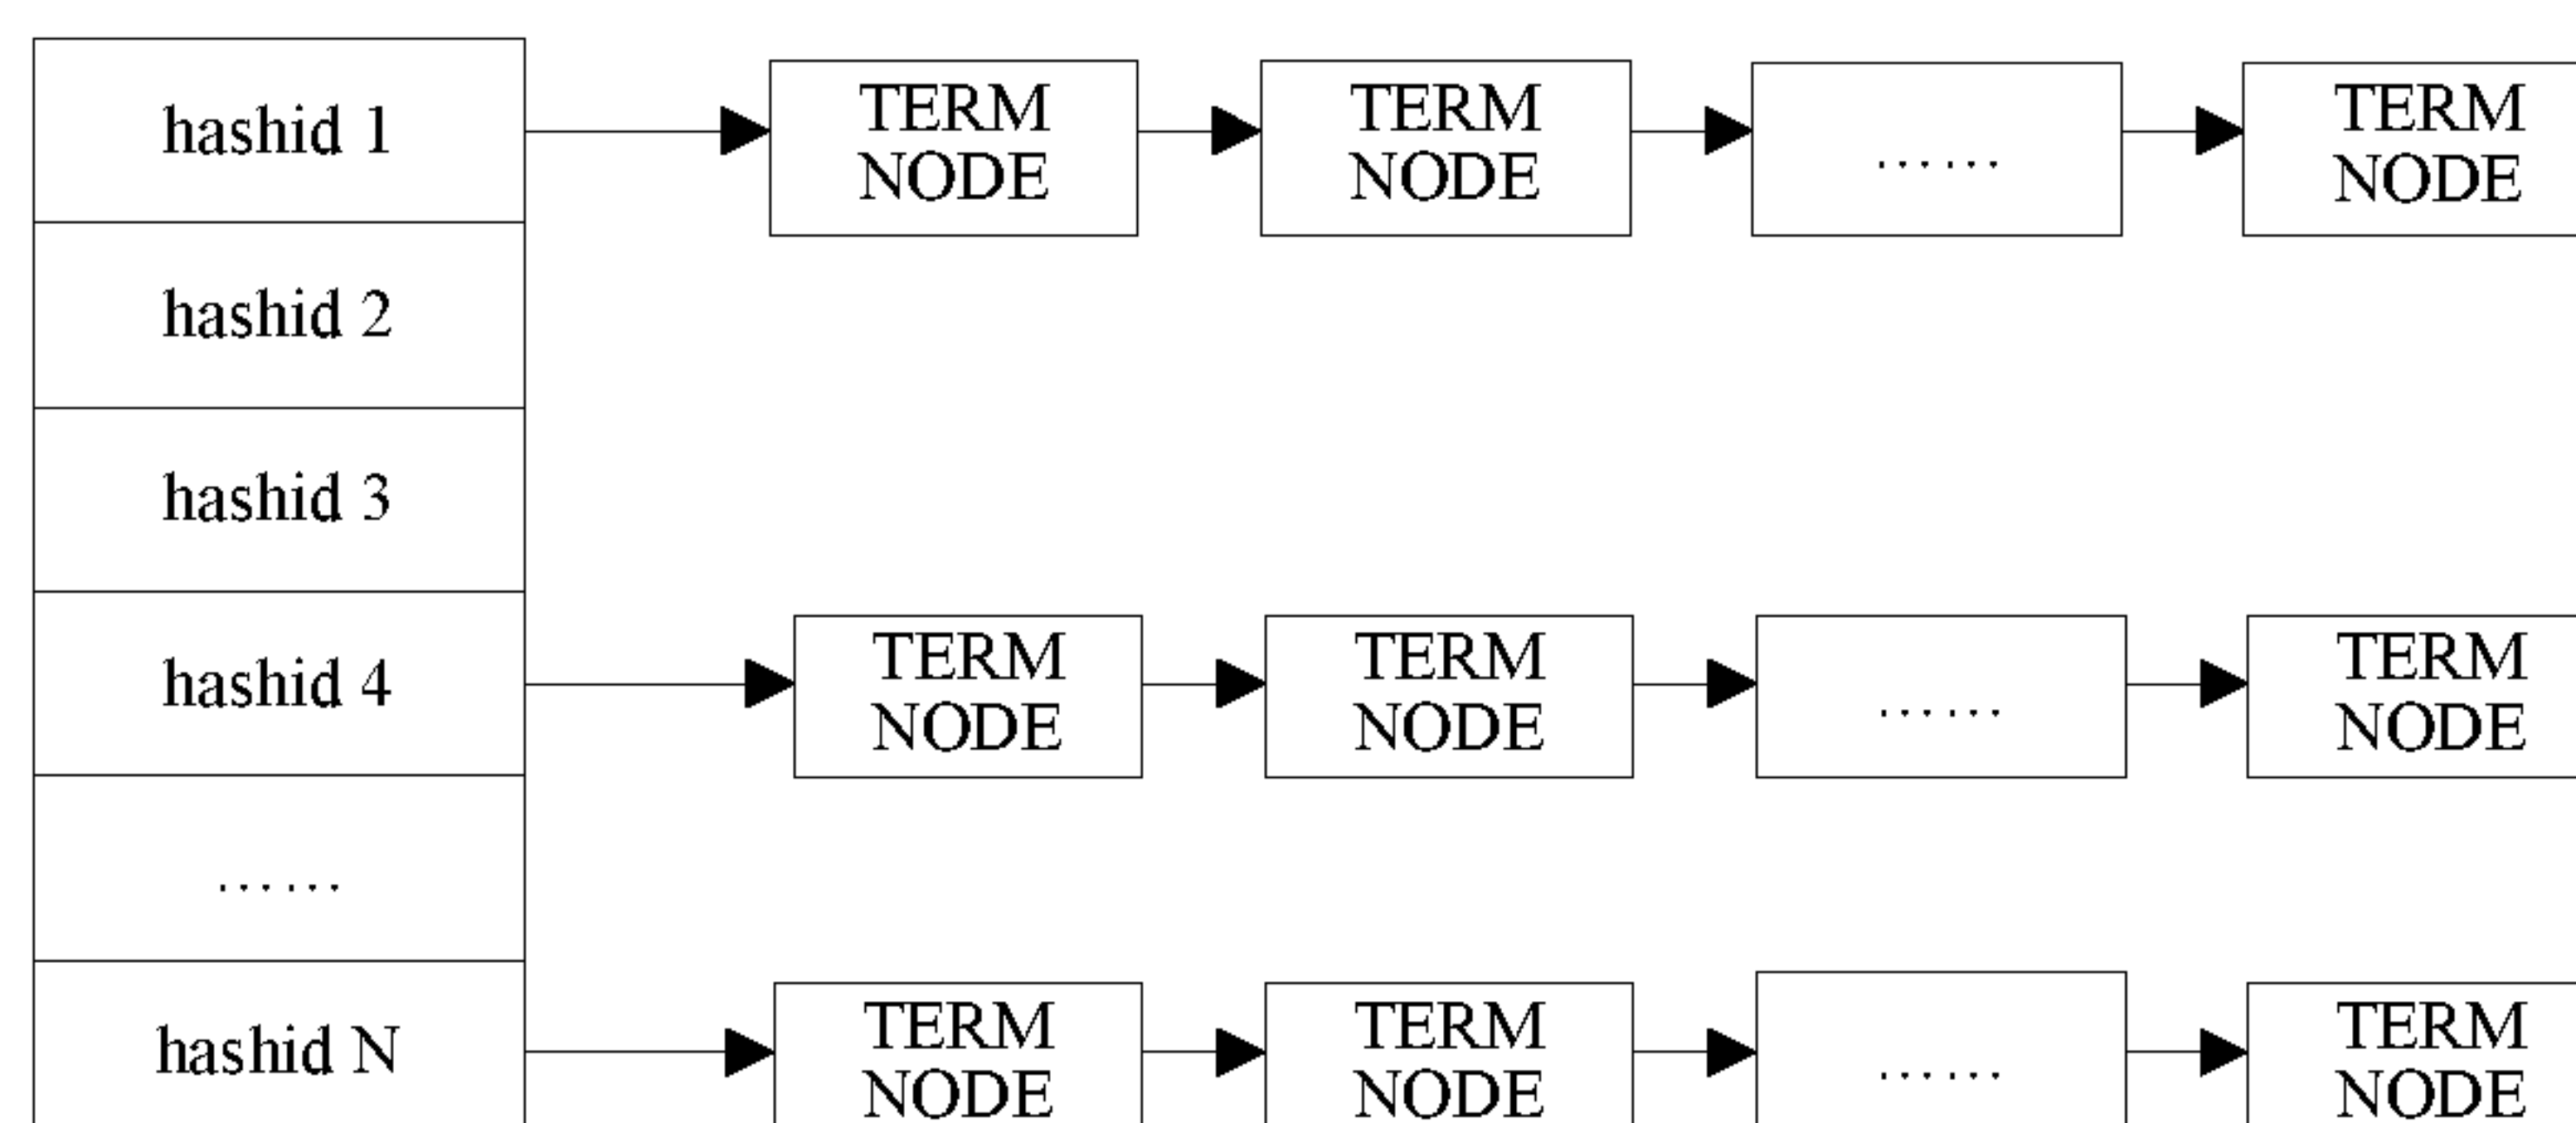 hashid 1
TERM
NODE
TERM
NODE
……
TERM
NODE
hashid 2
hashid 3
hashid 4
TERM
NODE
TERM
NODE
……
TERM
NODE
……
hashid N
TERM
NODE
TERM
NODE
……
TERM
NODE